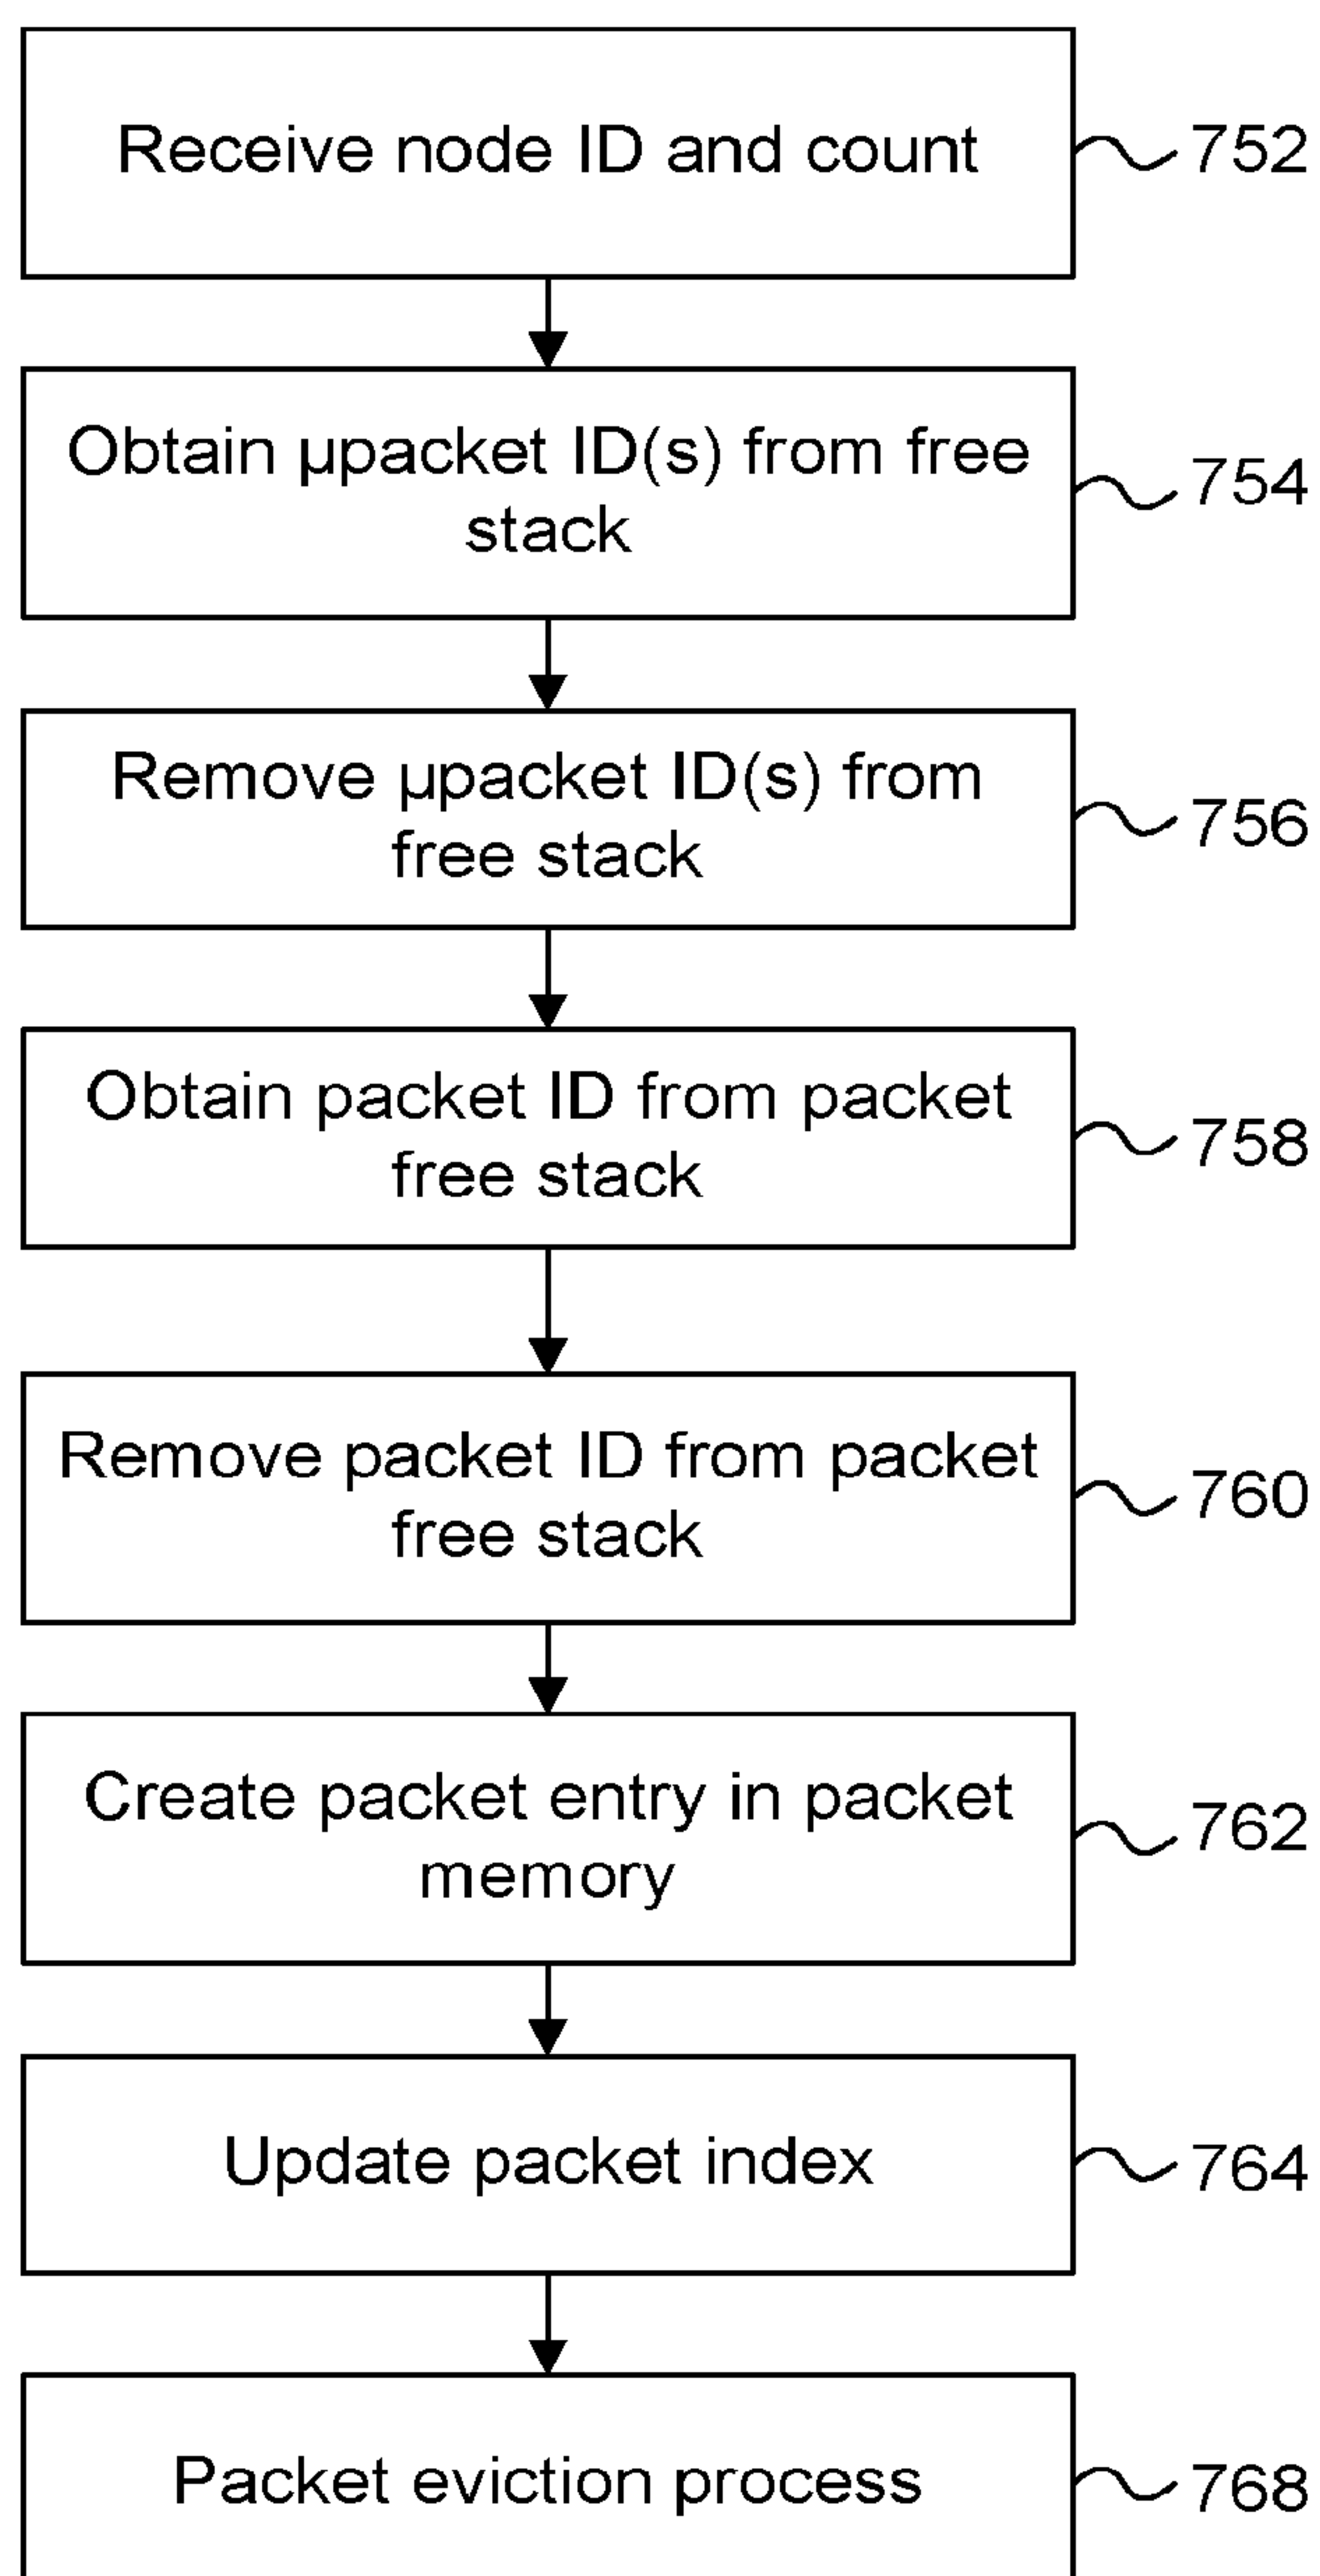 Receive node ID and count
752
Obtain µpacket ID(s) from free
stack
754
Remove µpacket ID(s) from
free stack
756
Obtain packet ID from packet
free stack
758
Remove packet ID from packet
free stack
760
Create packet entry in packet
memory
762
Update packet index
764
Packet eviction process
768